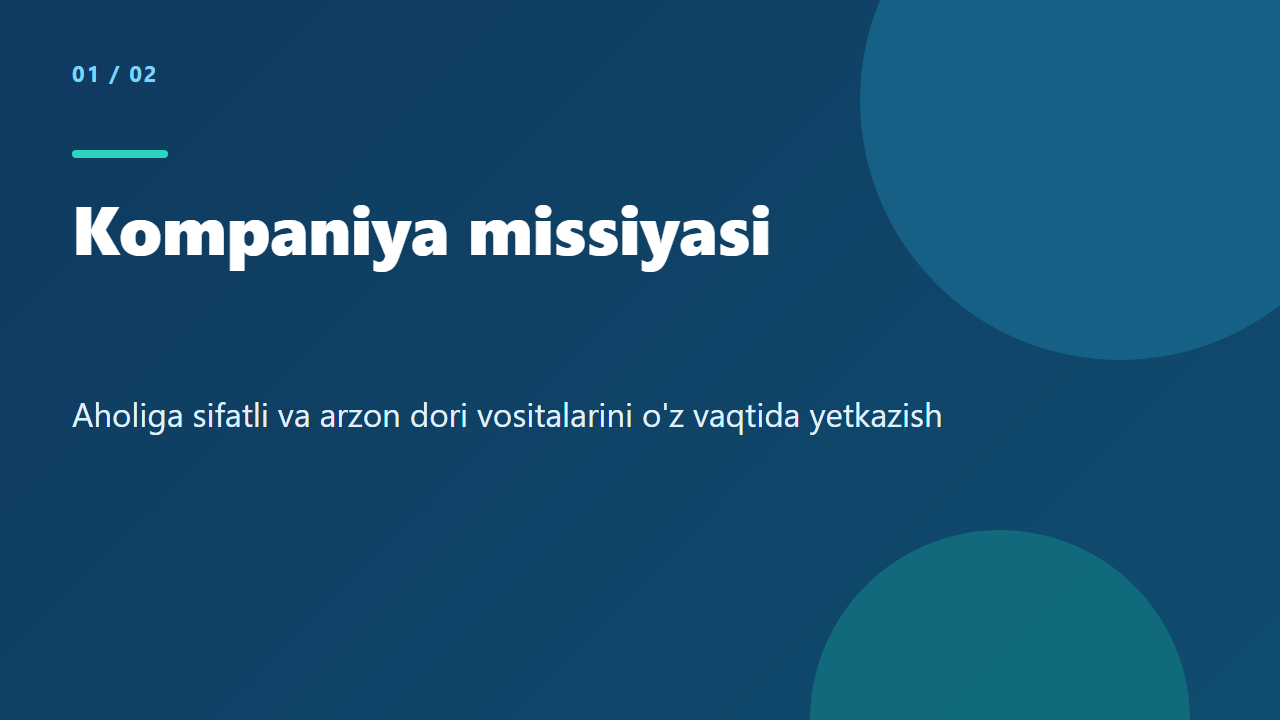 01 / 02
Kompaniya missiyasi
Aholiga sifatli va arzon dori vositalarini o'z vaqtida yetkazish